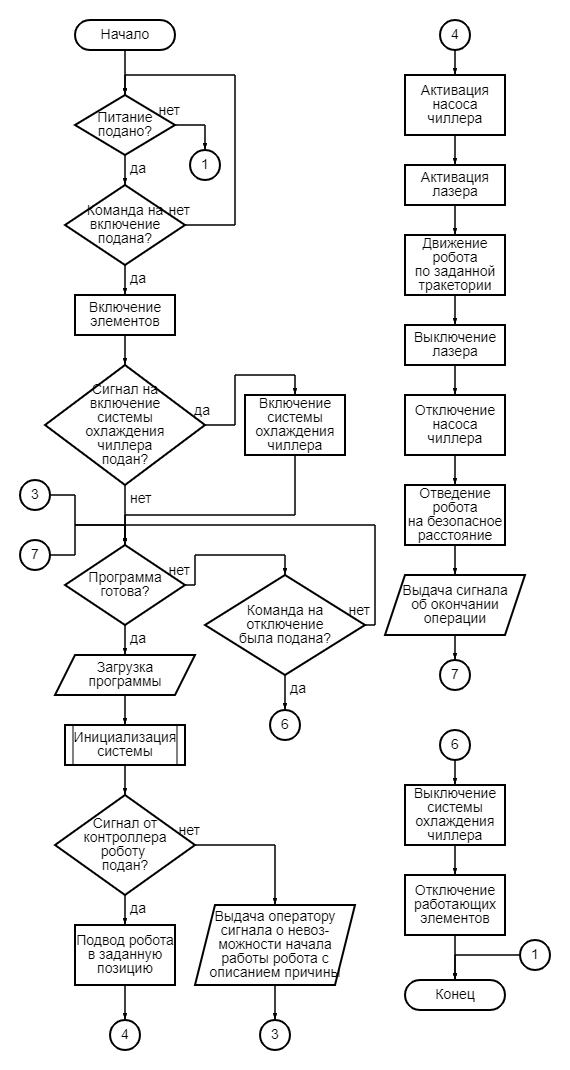 Начало
Питание
подано?
нет
1
да
Команда на
включение
подана?
нет
да
Включение
элементов
Сигнал на
включение
системы
охлаждения
чиллера
подан?
да
Включение
системы
охлаждения
чиллера
нет
3
7
Программа
готова?
нет
Команда на
отключение
была подана?
нет
да
6
да
Загрузка
программы
Инициализация
системы
Сигнал от
контроллера
роботу
подан?
нет
да
Подвод робота
в заданную
позицию
4
Выдача оператору
сигнала о невоз-
можности начала
работы робота с
описанием причины
3
4
Активация
насоса
чиллера
Активация
лазера
Движение
робота
по заданной
тракетории
Выключение
лазера
Отключение
насоса
чиллера
Отведение
робота
на безопасное
расстояние
Выдача сигнала
об окончании
операции
7
6
Выключение
системы
охлаждения
чиллера
Отключение
работающих
элементов
1
Конец